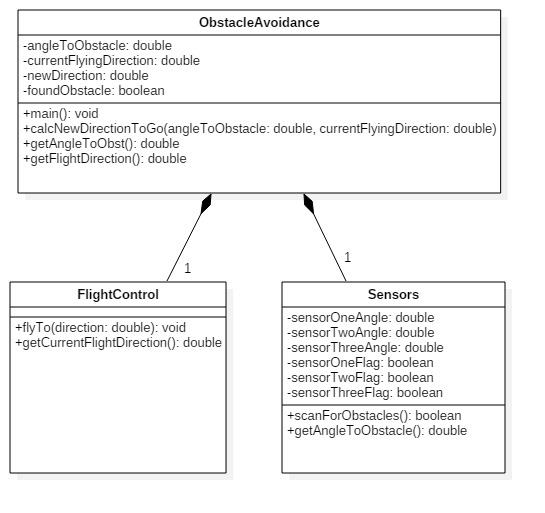 ObstacleAvoidance
-angleToObstacle: double
-currentFlyingDirection: double
-newDirection: double
-foundObstacle: boolean
+main(): void
+calcNewDirectionToGo(angleToObstacle: double, currentFlyingDirection: double)
+getAngleToObst(): double
+getFlightDirection(): double
1
1
FlightControl
+flyTo(direction: double): void
+getCurrentFlightDirection(): double
Sensors
-sensorOneAngle: double
-sensorTwoAngle: double
-sensorThreeAngle: double
-sensorOneFlag: boolean
-sensorTwoFlag: boolean
-sensorThreeFlag: boolean
+scanForObstacles(): boolean
+getAngleToObstacle(): double